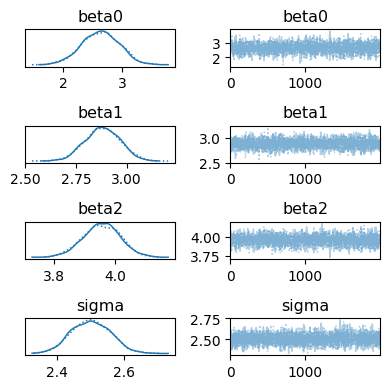 beta0 beta0
3
2
2 3 0 1000
beta1 beta1
3.0
2.5
2.50 2.75 3.00 0 1000
beta2 beta2
4.00
3.75
3.8 4.0 0 1000
sigma sigma
2.75
2.50
2.4 2.6 0 1000